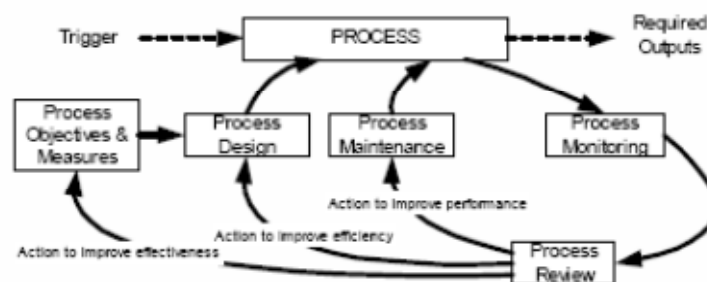 Trigger
PROCESS
Required
Outputs
Process
Objectives &
Measures
Process
Design
Process
Maintenance
Process
Monitoring
Action to Improve performance
Action to Improve efficiency
Action to Improve effectiveness
Process
Review